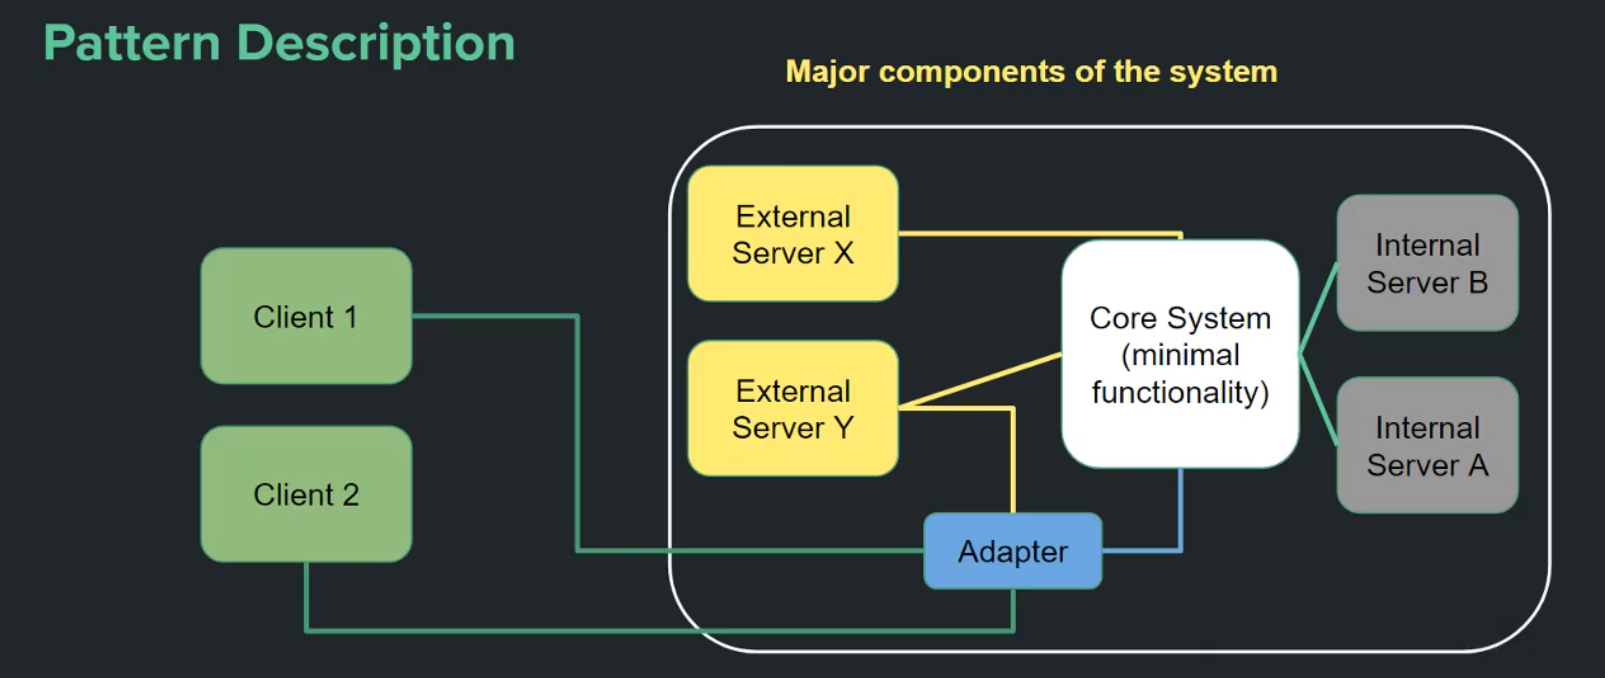 Pattern Description
Major components of the system
External
Server X
Internal
Server B
Client 1
Core System
(minimal
functionality)
External
Server Y
Internal
Server A
Client 2
Adapter